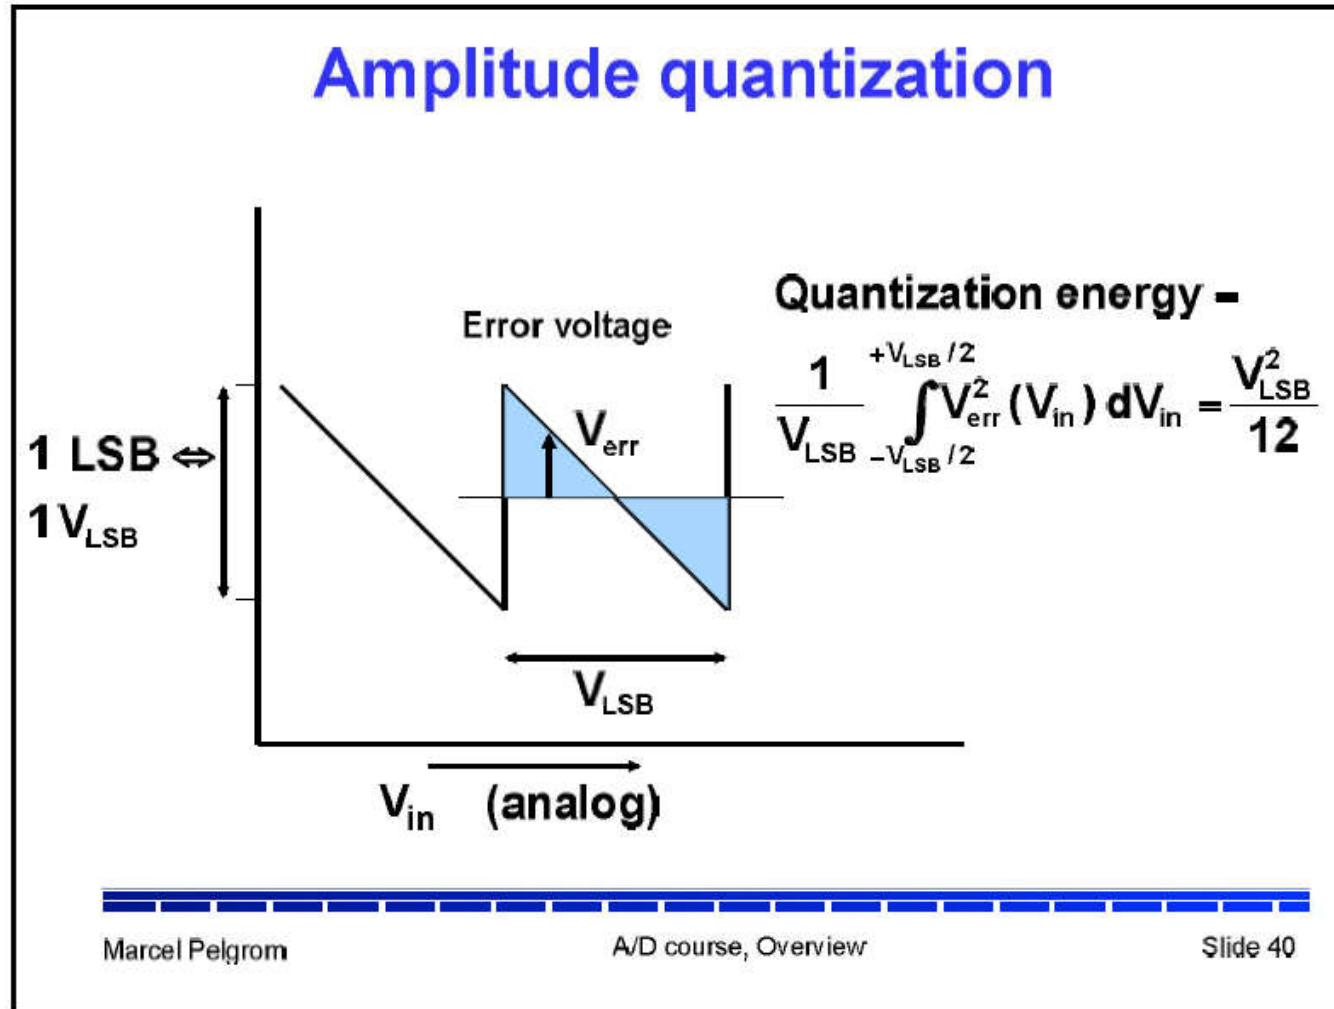 Amplitude quantization
Quantization energy =
Error voltage
1/V_LSB ∫_{-V_LSB/2}^{+V_LSB/2} V²_err (V_in) dV_in = V²_LSB/12
V_err
1 LSB ⇔
1 V_LSB
V_LSB
V_in (analog)
Marcel Pelgrom A/D course, Overview Slide 40